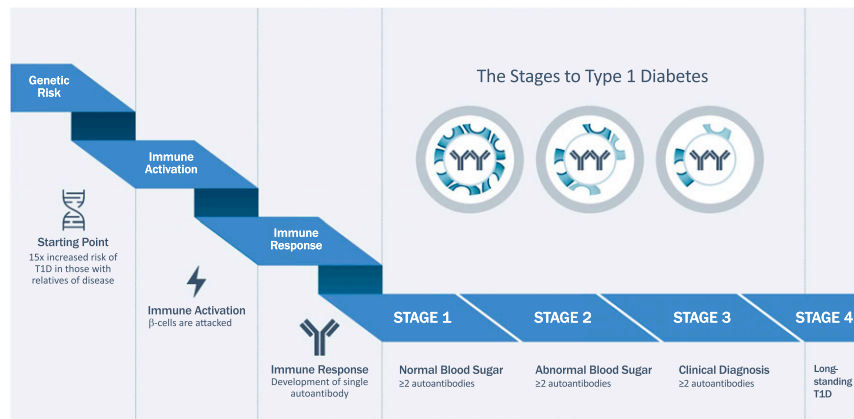 The Stages to Type 1 Diabetes
Genetic
Risk
Immune
Activation
Immune
Response
Starting Point
15x increased risk of
T1D in those with
relatives of disease
Immune Activation
β-cells are attacked
Immune Response
Development of single
autoantibody
STAGE 1
STAGE 2
STAGE 3
STAGE 4
Normal Blood Sugar
≥2 autoantibodies
Abnormal Blood Sugar
≥2 autoantibodies
Clinical Diagnosis
≥2 autoantibodies
Long-
standing
T1D